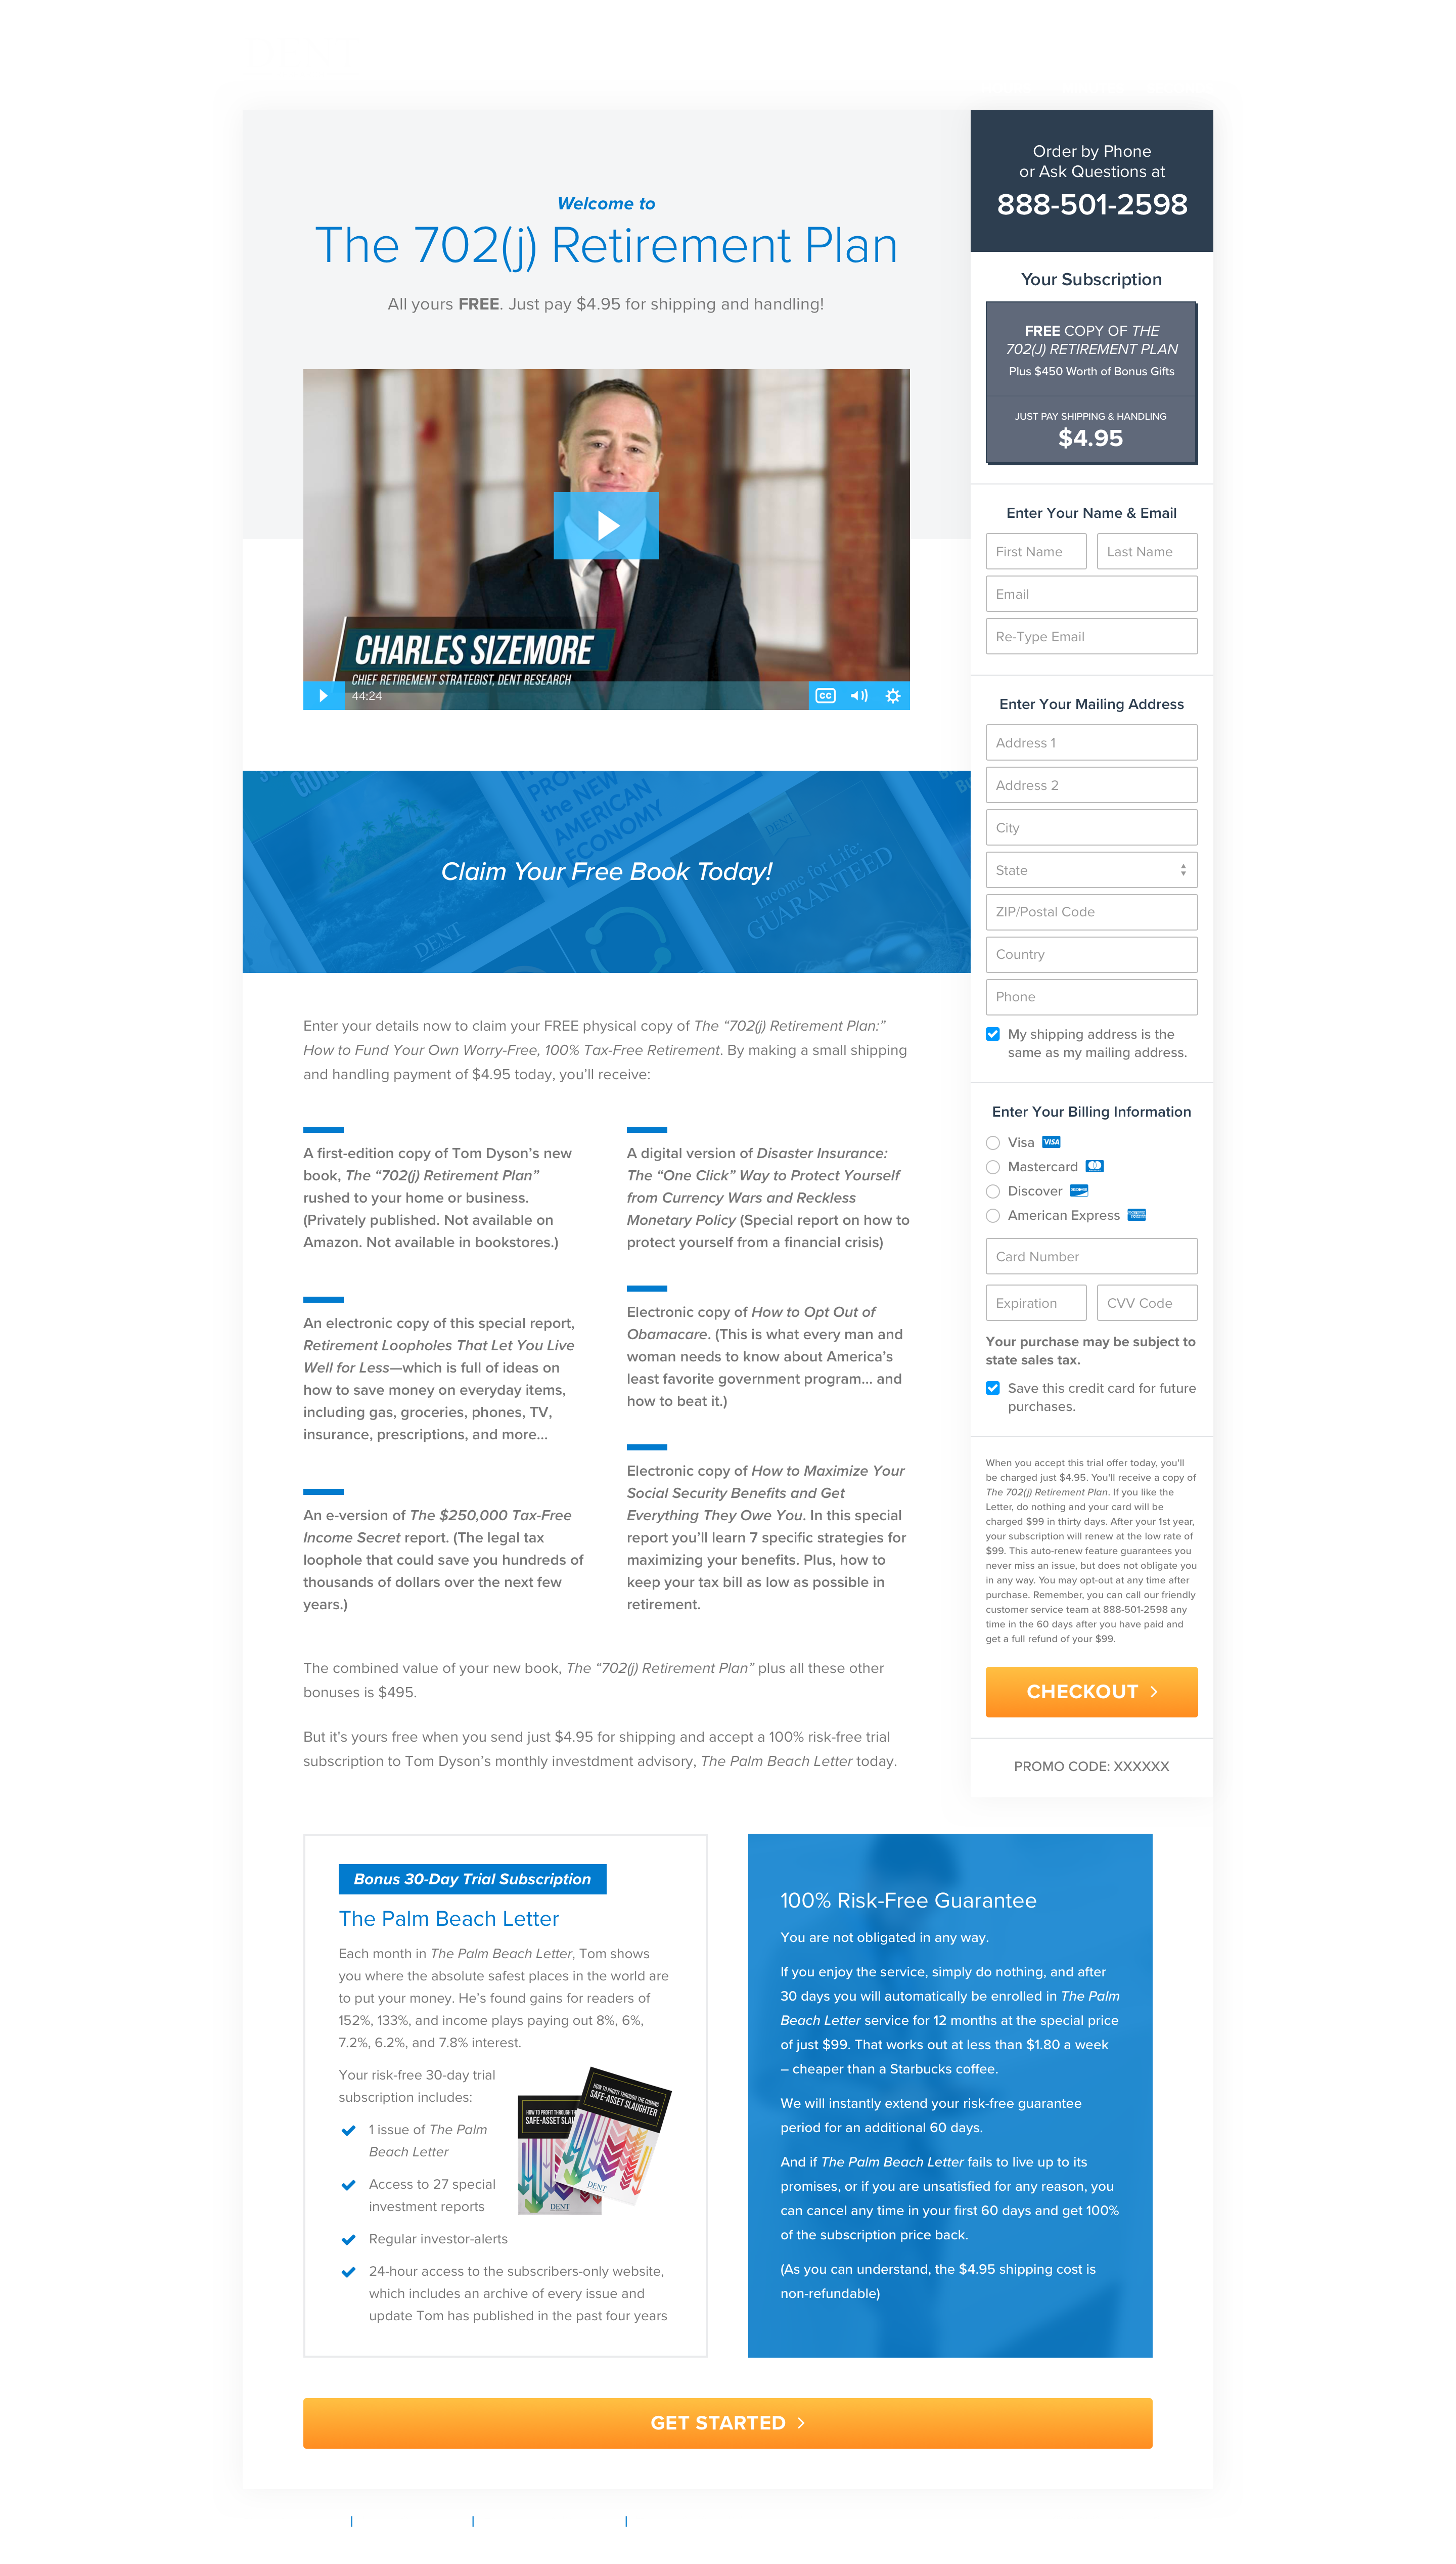 Welcome to
The 702(j) Retirement Plan
All yours FREE. Just pay $4.95 for shipping and handling!
CHARLES SIZEMORE
CHIEF RETIREMENT STRATEGIST, DENT RESEARCH
44:24
CC
the NEW
AMERICAN
ECONOMY
DENT
Income for Life:
GUARANTEED
DENT
Claim Your Free Book Today!
Enter your details now to claim your FREE physical copy of The “702(j) Retirement Plan:”
How to Fund Your Own Worry-Free, 100% Tax-Free Retirement. By making a small shipping
and handling payment of $4.95 today, you’ll receive:
A first-edition copy of Tom Dyson’s new
book, The “702(j) Retirement Plan”
rushed to your home or business.
(Privately published. Not available on
Amazon. Not available in bookstores.)
An electronic copy of this special report,
Retirement Loopholes That Let You Live
Well for Less—which is full of ideas on
how to save money on everyday items,
including gas, groceries, phones, TV,
insurance, prescriptions, and more...
An e-version of The $250,000 Tax-Free
Income Secret report. (The legal tax
loophole that could save you hundreds of
thousands of dollars over the next few
years.)
A digital version of Disaster Insurance:
The “One Click” Way to Protect Yourself
from Currency Wars and Reckless
Monetary Policy (Special report on how to
protect yourself from a financial crisis)
Electronic copy of How to Opt Out of
Obamacare. (This is what every man and
woman needs to know about America’s
least favorite government program... and
how to beat it.)
Electronic copy of How to Maximize Your
Social Security Benefits and Get
Everything They Owe You. In this special
report you’ll learn 7 specific strategies for
maximizing your benefits. Plus, how to
keep your tax bill as low as possible in
retirement.
The combined value of your new book, The “702(j) Retirement Plan” plus all these other
bonuses is $495.
But it's yours free when you send just $4.95 for shipping and accept a 100% risk-free trial
subscription to Tom Dyson’s monthly investdment advisory, The Palm Beach Letter today.
Bonus 30-Day Trial Subscription
The Palm Beach Letter
Each month in The Palm Beach Letter, Tom shows
you where the absolute safest places in the world are
to put your money. He’s found gains for readers of
152%, 133%, and income plays paying out 8%, 6%,
7.2%, 6.2%, and 7.8% interest.
Your risk-free 30-day trial
subscription includes:
1 issue of The Palm
Beach Letter
Access to 27 special
investment reports
Regular investor-alerts
24-hour access to the subscribers-only website,
which includes an archive of every issue and
update Tom has published in the past four years
HOW TO PROFIT THROUGH THE COMING
SAFE-ASSET SLAUGHTER
DENT
HOW TO PROFIT THROUGH
SAFE-ASSET
DENT
100% Risk-Free Guarantee
You are not obligated in any way.
If you enjoy the service, simply do nothing, and after
30 days you will automatically be enrolled in The Palm
Beach Letter service for 12 months at the special price
of just $99. That works out at less than $1.80 a week
– cheaper than a Starbucks coffee.
We will instantly extend your risk-free guarantee
period for an additional 60 days.
And if The Palm Beach Letter fails to live up to its
promises, or if you are unsatisfied for any reason, you
can cancel any time in your first 60 days and get 100%
of the subscription price back.
(As you can understand, the $4.95 shipping cost is
non-refundable)
GET STARTED
Order by Phone
or Ask Questions at
888-501-2598
Your Subscription
FREE COPY OF THE
702(J) RETIREMENT PLAN
Plus $450 Worth of Bonus Gifts
JUST PAY SHIPPING & HANDLING
$4.95
Enter Your Name & Email
First Name Last Name
Email
Re-Type Email
Enter Your Mailing Address
Address 1
Address 2
City
State
ZIP/Postal Code
Country
Phone
My shipping address is the
same as my mailing address.
Enter Your Billing Information
Visa VISA
Mastercard
Discover DISCOVER
American Express
Card Number
Expiration CVV Code
Your purchase may be subject to
state sales tax.
Save this credit card for future
purchases.
When you accept this trial offer today, you’ll
be charged just $4.95. You’ll receive a copy of
The 702(j) Retirement Plan. If you like the
Letter, do nothing and your card will be
charged $99 in thirty days. After your 1st year,
your subscription will renew at the low rate of
$99. This auto-renew feature guarantees you
never miss an issue, but does not obligate you
in any way. You may opt-out at any time after
purchase. Remember, you can call our friendly
customer service team at 888-501-2598 any
time in the 60 days after you have paid and
get a full refund of your $99.
CHECKOUT
PROMO CODE: XXXXXX